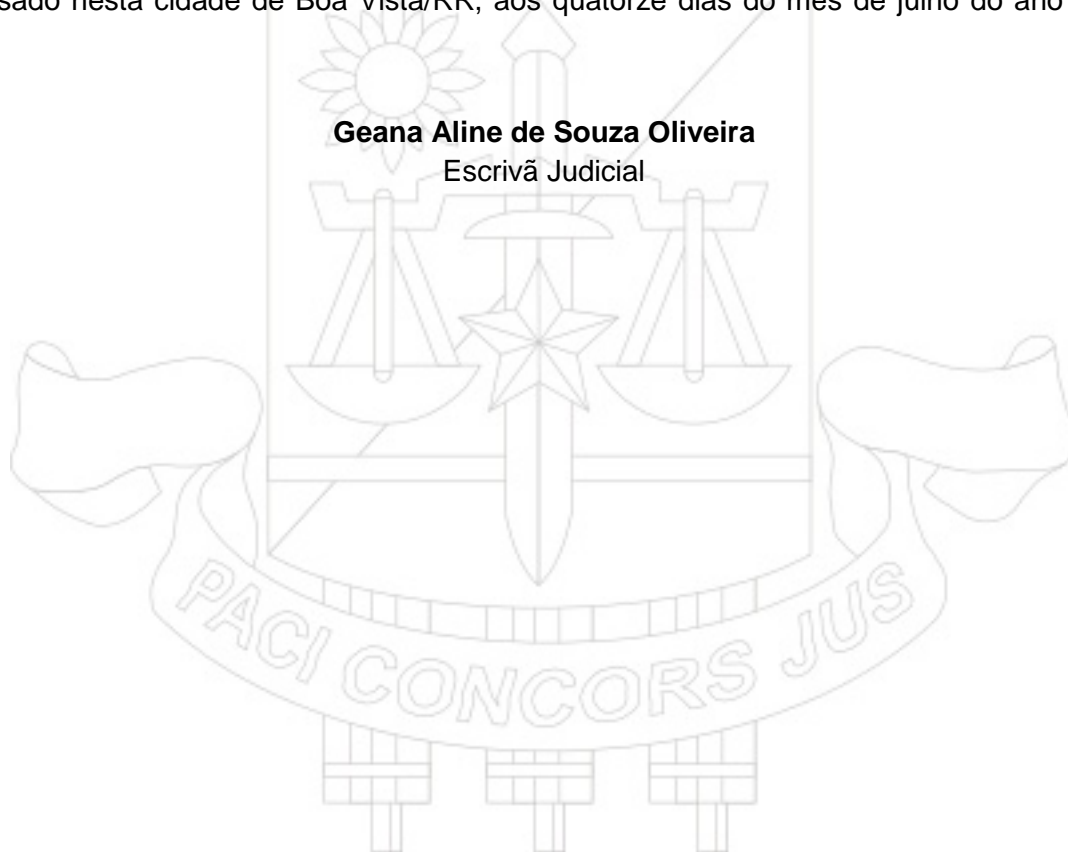 sado nesta cidade de Boa Vista/RR, aos quatorze dias do mês de julho do ano
Geana Aline de Souza Oliveira
Escrivã Judicial
PACI CONCORS JUS